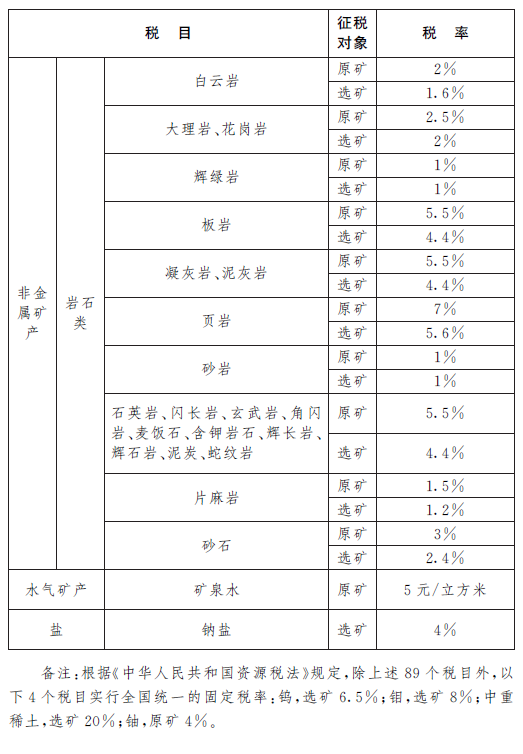 税 目 征税对象 税 率
非金属矿产 岩石类 白云岩 原矿 2%
选矿 1.6%
大理岩、花岗岩 原矿 2.5%
选矿 2%
辉绿岩 原矿 1%
选矿 1%
板岩 原矿 5.5%
选矿 4.4%
凝灰岩、泥灰岩 原矿 5.5%
选矿 4.4%
页岩 原矿 7%
选矿 5.6%
砂岩 原矿 1%
选矿 1%
石英岩、闪长岩、玄武岩、角闪
岩、麦饭石、含钾岩石、辉长岩、
辉石岩、泥炭、蛇纹岩
原矿 5.5%
选矿 4.4%
片麻岩 原矿 1.5%
选矿 1.2%
砂石 原矿 3%
选矿 2.4%
水气矿产 矿泉水 原矿 5元/立方米
盐 钠盐 选矿 4%
备注:根据《中华人民共和国资源税法》规定,除上述89个税目外,以
下4个税目实行全国统一的固定税率:钨,选矿6.5%;钼,选矿8%;中重
稀土,选矿20%;铀,原矿4%。